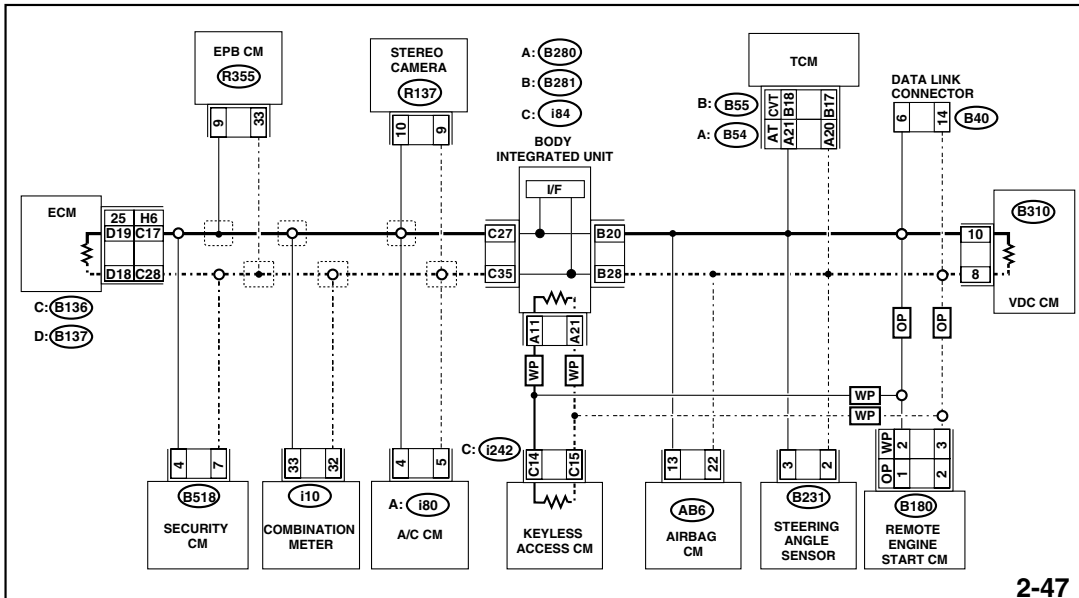 EPB CM
R355
9 33
STEREO
CAMERA
R137
10 9
A: B280
B: B281
C: i84
BODY
INTEGRATED UNIT
I/F
TCM
B: B55
A: B54
CVT B18 B17
AT A21 A20
DATA LINK
CONNECTOR
6 14
B40
ECM
25 H6
D19 C17
D18 C28
C: B136
D: B137
C27
C35
B20
B28
A11 A21
WP WP
B310
10
8
VDC CM
OP OP
WP
WP
4 7
B518
SECURITY
CM
33 32
i10
COMBINATION
METER
4 5
A: i80
A/C CM
C: i242
C14 C15
KEYLESS
ACCESS CM
13 22
AB6
AIRBAG
CM
3 2
B231
STEERING
ANGLE
SENSOR
WP 2 3
OP 1 2
B180
REMOTE
ENGINE
START CM
2-47